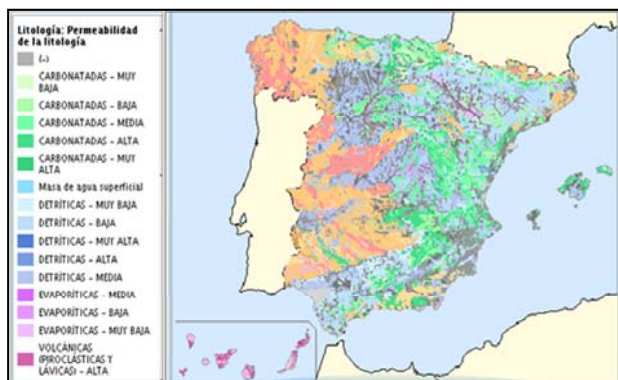 Litología: Permeabilidad
de la litología
(-)
CARBONATADAS - MUY
BAJA
CARBONATADAS - BAJA
CARBONATADAS - MEDIA
CARBONATADAS - ALTA
CARBONATADAS - MUY
ALTA
Masa de agua superficial
DETRÍTICAS - MUY BAJA
DETRÍTICAS - BAJA
DETRÍTICAS - MUY ALTA
DETRÍTICAS - ALTA
DETRÍTICAS - MEDIA
EVAPORÍTICAS - MEDIA
EVAPORÍTICAS - BAJA
EVAPORÍTICAS - MUY BAJA
VOLCÁNICAS
(PIROCLÁSTICAS Y
LÁVICAS) - ALTA